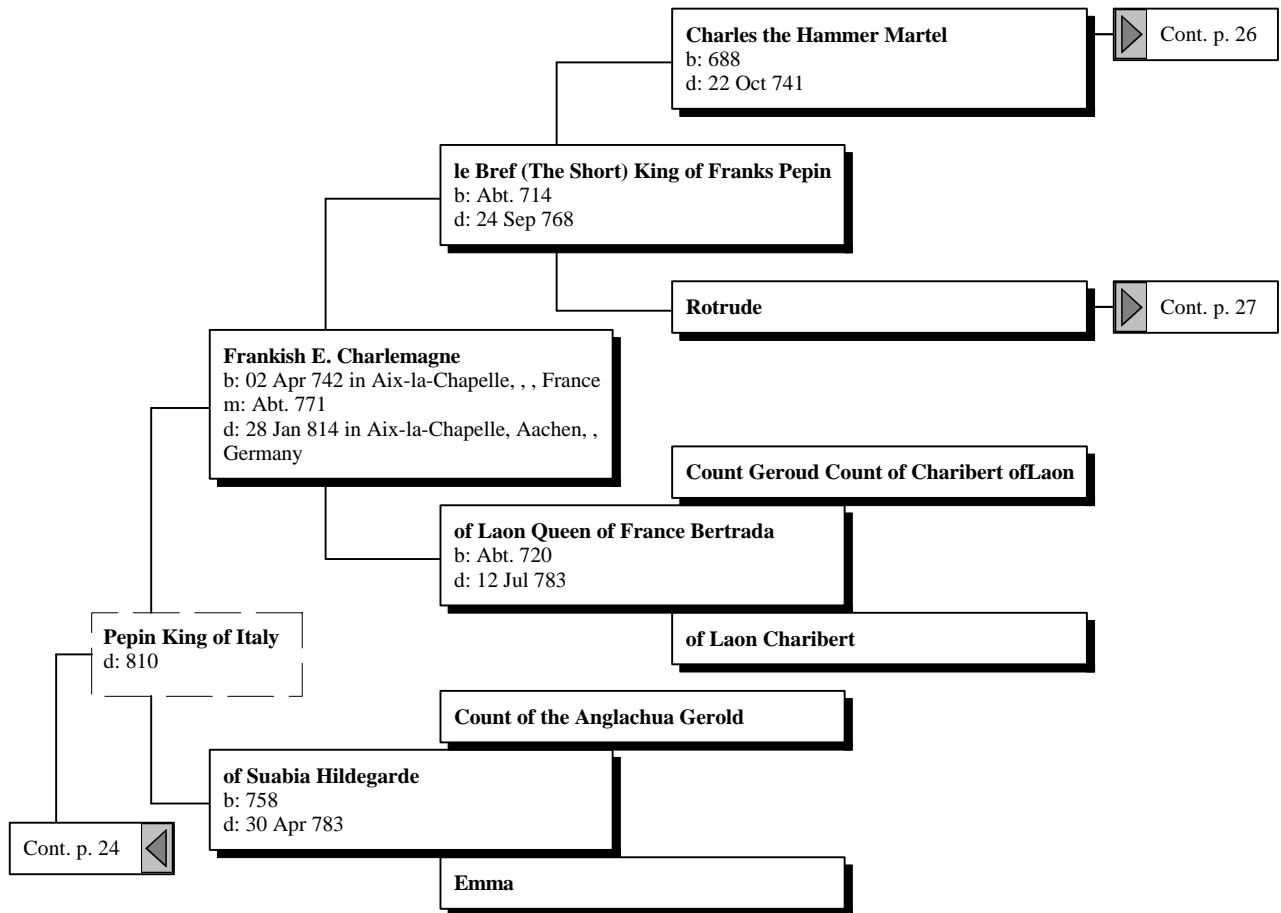 Charles the Hammer Martel
b: 688
d: 22 Oct 741
Cont. p. 26
le Bref (The Short) King of Franks Pepin
b: Abt. 714
d: 24 Sep 768
Rotrude
Cont. p. 27
Frankish E. Charlemagne
b: 02 Apr 742 in Aix-la-Chapelle, , , France
m: Abt. 771
d: 28 Jan 814 in Aix-la-Chapelle, Aachen, ,
Germany
Count Geroud Count of Charibert ofLaon
of Laon Queen of France Bertrada
b: Abt. 720
d: 12 Jul 783
of Laon Charibert
Pepin King of Italy
d: 810
Count of the Anglachua Gerold
of Suabia Hildegarde
b: 758
d: 30 Apr 783
Cont. p. 24
Emma